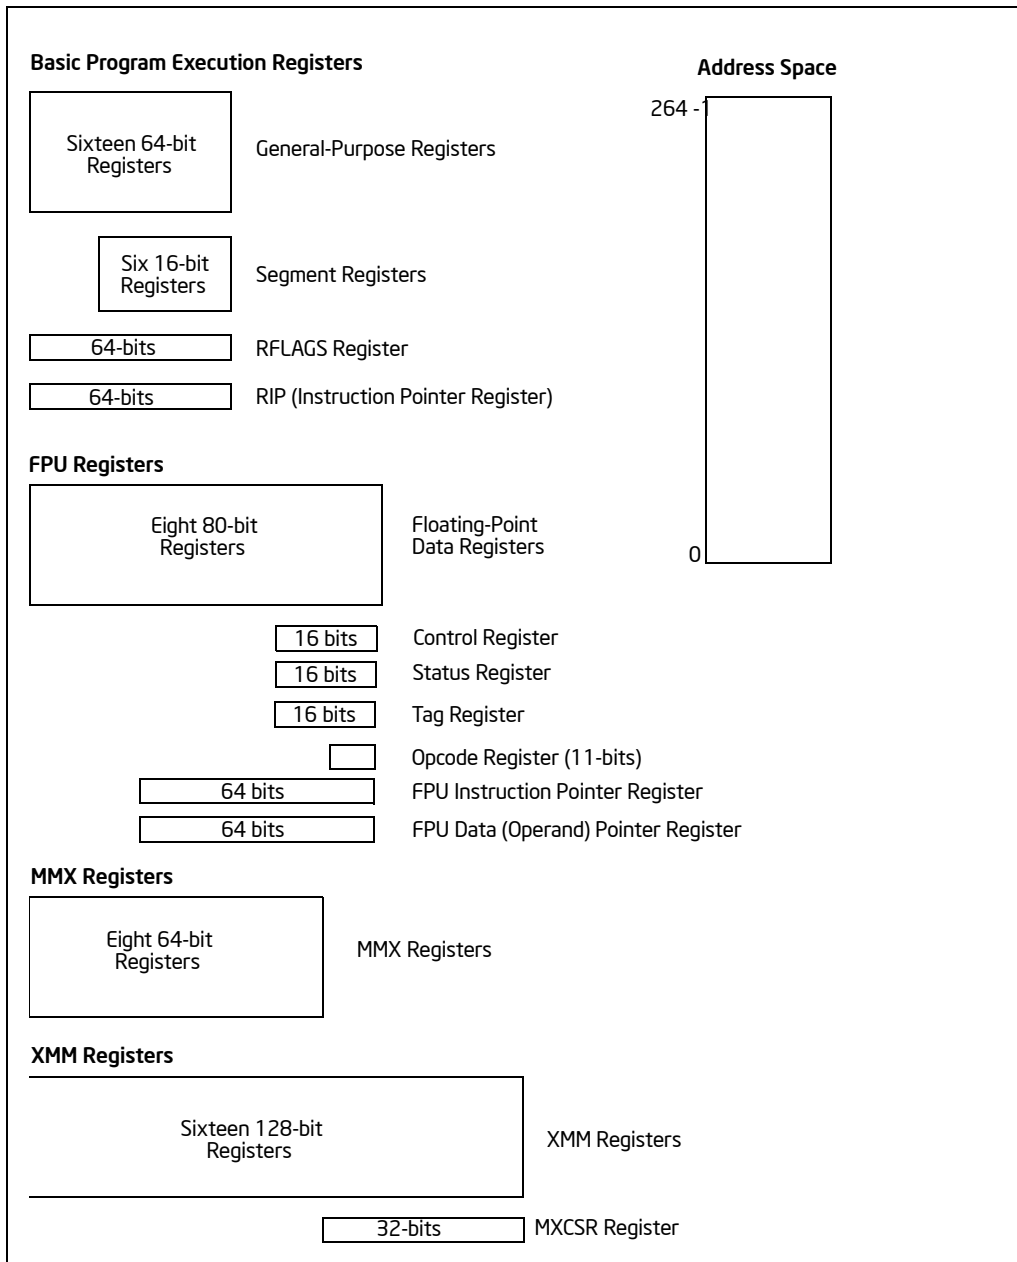 Basic Program Execution Registers
Address Space
264 -1
Sixteen 64-bit
Registers
General-Purpose Registers
Six 16-bit
Registers
Segment Registers
64-bits
RFLAGS Register
64-bits
RIP (Instruction Pointer Register)
FPU Registers
Eight 80-bit
Registers
Floating-Point
Data Registers
0
16 bits
Control Register
16 bits
Status Register
16 bits
Tag Register
Opcode Register (11-bits)
64 bits
FPU Instruction Pointer Register
64 bits
FPU Data (Operand) Pointer Register
MMX Registers
Eight 64-bit
Registers
MMX Registers
XMM Registers
Sixteen 128-bit
Registers
XMM Registers
32-bits
MXCSR Register